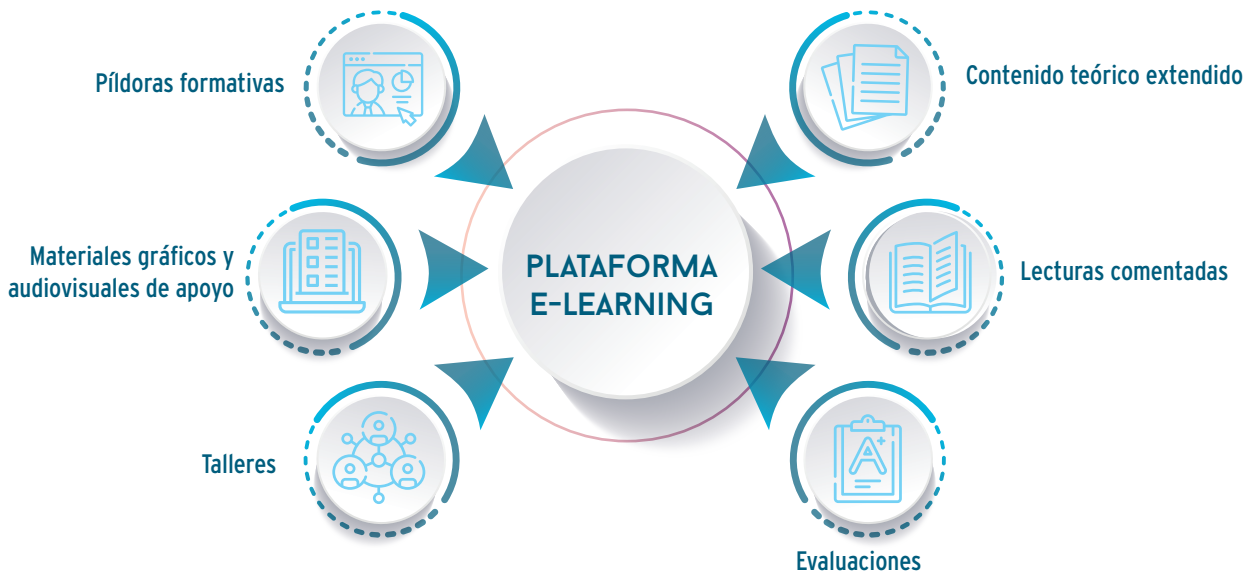 Píldoras formativas
Contenido teórico extendido
Materiales gráficos y
audiovisuales de apoyo
PLATAFORMA
E-LEARNING
Lecturas comentadas
Talleres
Evaluaciones